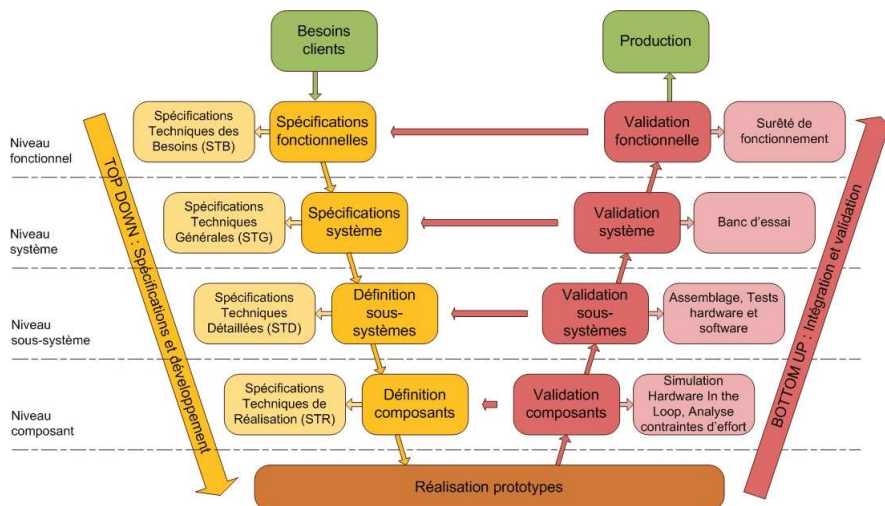 Besoins
clients
Production
Niveau
fonctionnel
Spécifications
Techniques des
Besoins (STB)
Spécifications
fonctionnelles
Validation
fonctionnelle
Surêté de
fonctionnement
Niveau
système
Spécifications
Techniques
Générales (STG)
Spécifications
système
Validation
système
Banc d'essai
Niveau
sous-système
Spécifications
Techniques
Détaillées (STD)
Définition
sous-
systèmes
Validation
sous-
systèmes
Assemblage, Tests
hardware et
software
Niveau
composant
Spécifications
Techniques de
Réalisation (STR)
Définition
composants
Validation
composants
Simulation
Hardware In the
Loop, Analyse
contraintes d'effort
Réalisation prototypes
TOP DOWN : Spécifications et développement
BOTTOM UP : Intégration et validation